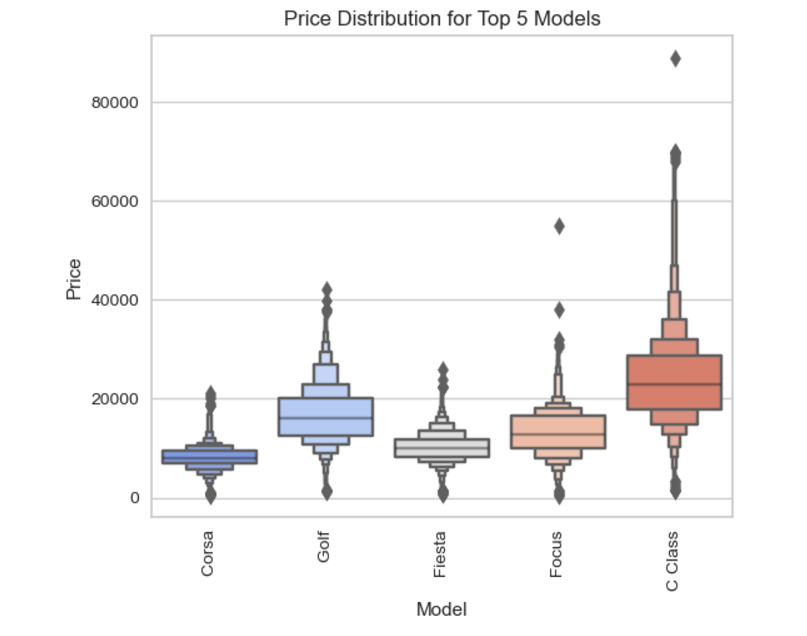 Price Distribution for Top 5 Models
Price
80000
60000
40000
20000
0
Corsa
Golf
Fiesta
Focus
C Class
Model